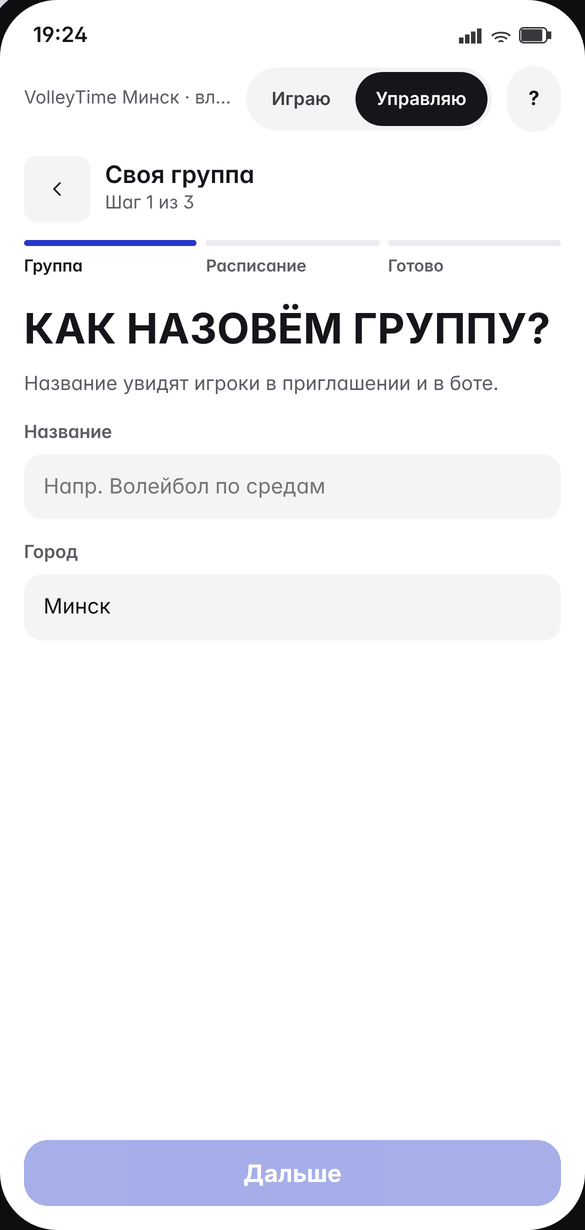 19:24
VolleyTime Минск · вл...
Играю
Управляю
?
Своя группа
Шаг 1 из 3
Группа
Расписание
Готово
КАК НАЗОВЁМ ГРУППУ?
Название увидят игроки в приглашении и в боте.
Название
Напр. Волейбол по средам
Город
Минск
Дальше